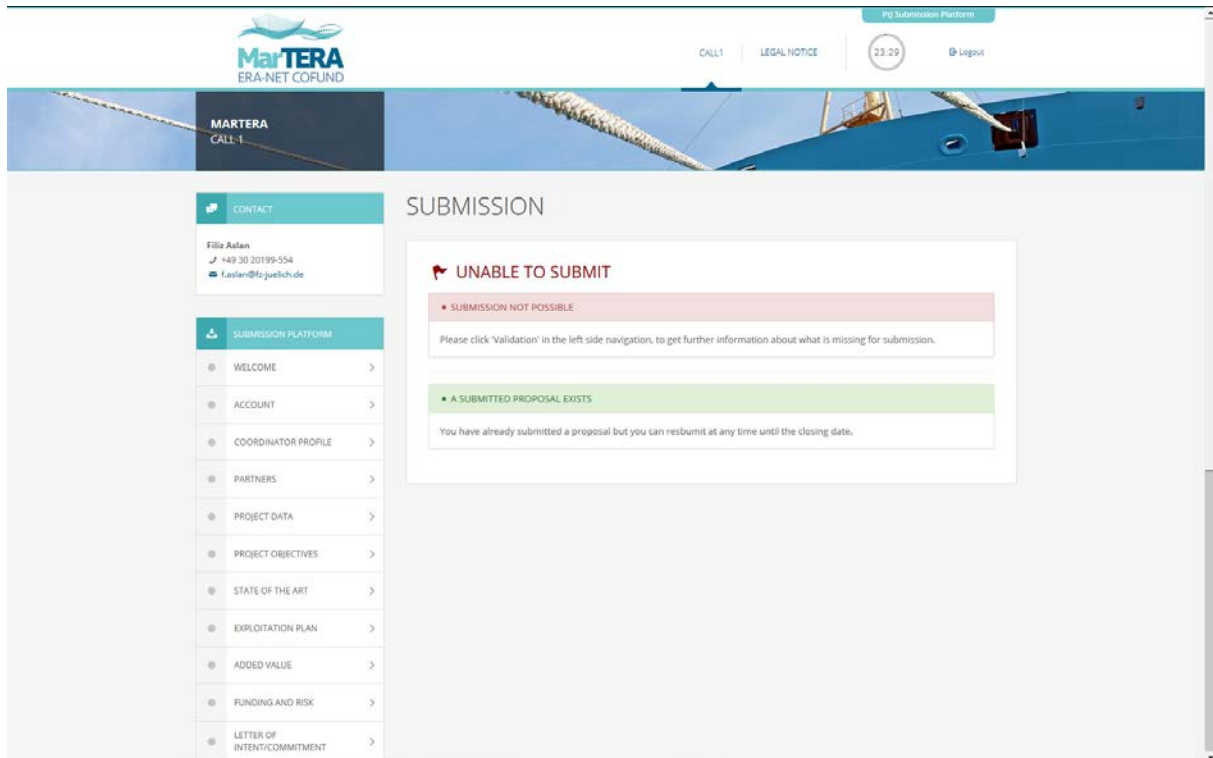 PtJ Submission Platform
MarTERA
ERA-NET COFUND
CALL1
LEGAL NOTICE
23:29
Logout
MARTERA
CALL 1
CONTACT
Filiz Aslan
+49 30 20199-554
f.aslan@fz-juelich.de
SUBMISSION PLATFORM
WELCOME
ACCOUNT
COORDINATOR PROFILE
PARTNERS
PROJECT DATA
PROJECT OBJECTIVES
STATE OF THE ART
EXPLOITATION PLAN
ADDED VALUE
FUNDING AND RISK
LETTER OF
INTENT/COMMITMENT
SUBMISSION
UNABLE TO SUBMIT
• SUBMISSION NOT POSSIBLE
Please click 'Validation' in the left side navigation, to get further information about what is missing for submission.
• A SUBMITTED PROPOSAL EXISTS
You have already submitted a proposal but you can resbumit at any time until the closing date.